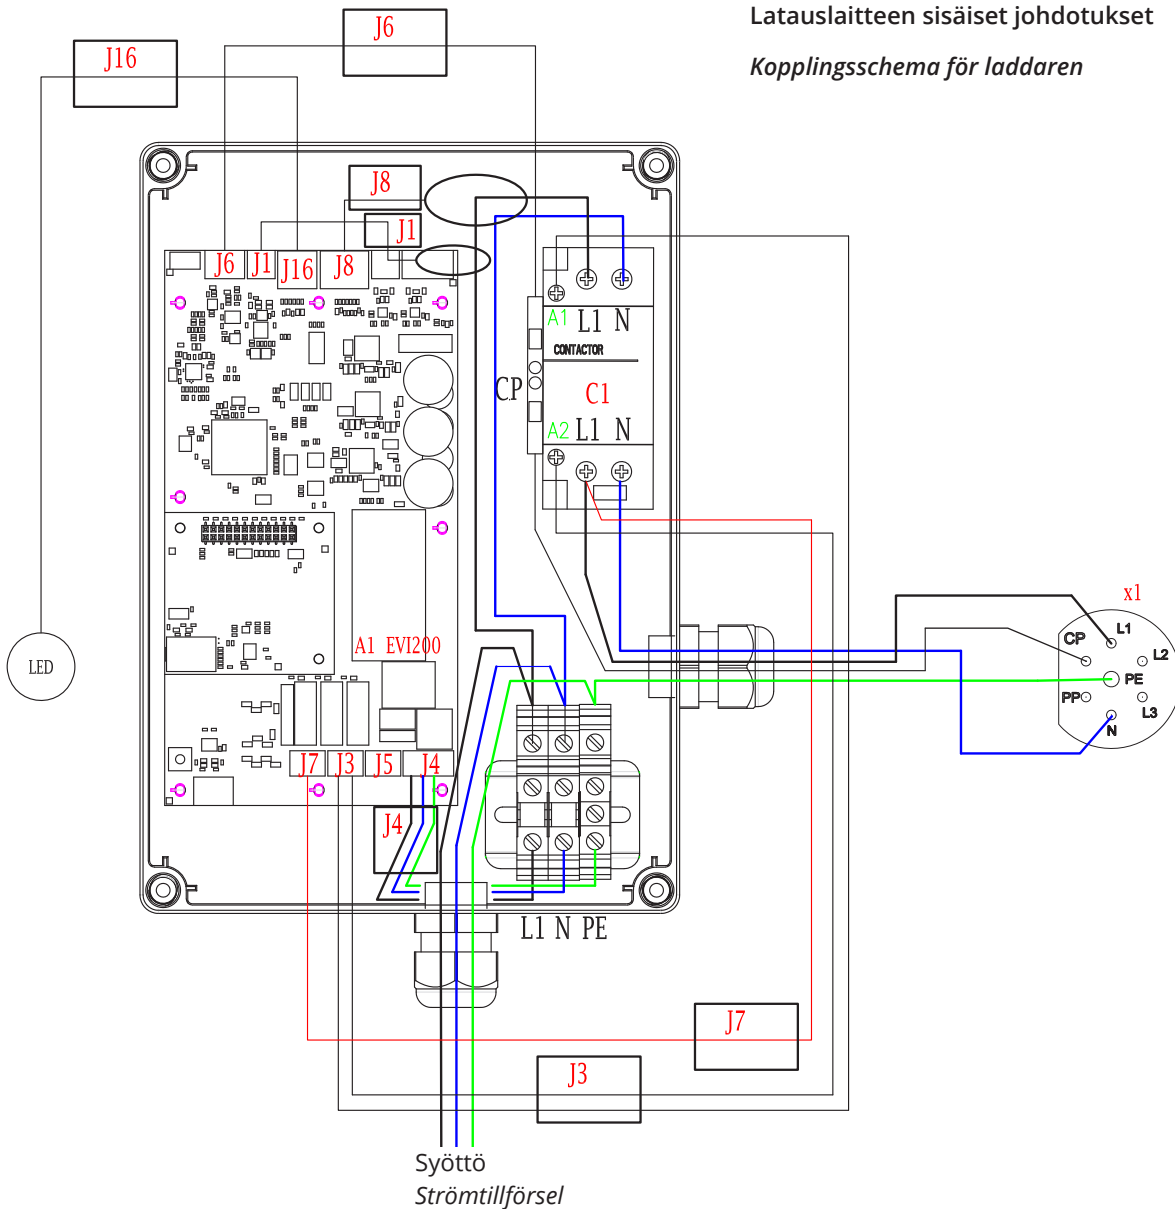 Latauslaitteen sisäiset johdotukset
Kopplingsschema för laddaren
J6
J16
J8
J1
J6 J1 J16 J8
A1 L1 N
CONTACTOR
CP
C1
A2 L1 N
x1
L1
CP
L2
PE
PP
L3
N
LED
A1 EVI200
J7 J3 J5 J4
J4
L1 N PE
J7
J3
Syöttö
Strömtillförsel